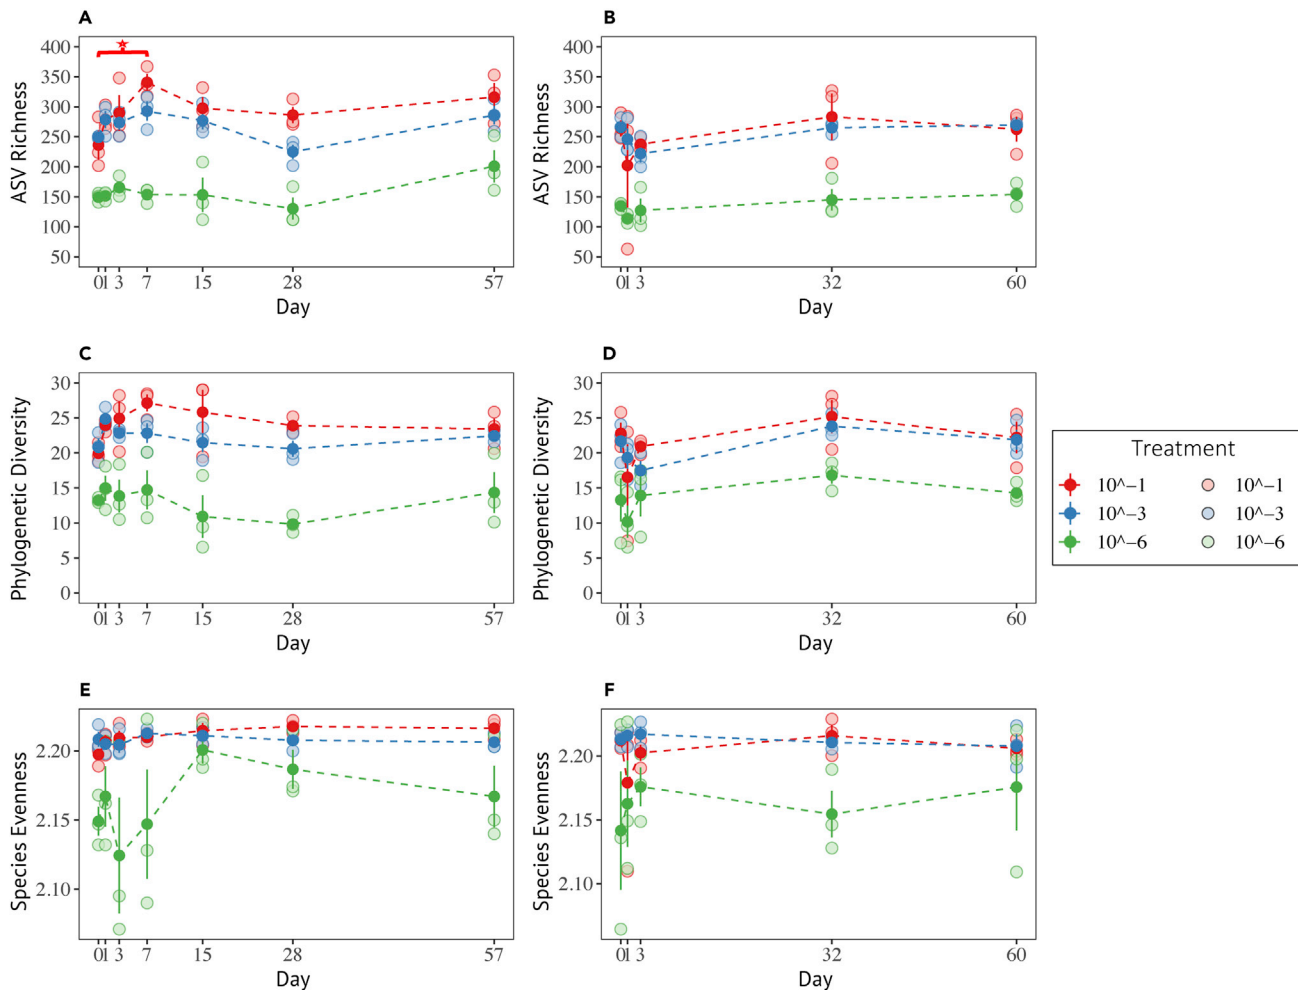 A
B
ASV Richness
400
350
300
250
200
150
100
50
0 1 3 7 15 28 57
Day
ASV Richness
400
350
300
250
200
150
100
50
0 1 3 32 60
Day
C
D
Phylogenetic Diversity
30
25
20
15
10
5
0
0 1 3 7 15 28 57
Day
Phylogenetic Diversity
30
25
20
15
10
5
0
0 1 3 32 60
Day
Treatment
10^−1 10^−1
10^−3 10^−3
10^−6 10^−6
E
F
Species Evenness
2.20
2.15
2.10
0 1 3 7 15 28 57
Day
Species Evenness
2.20
2.15
2.10
0 1 3 32 60
Day